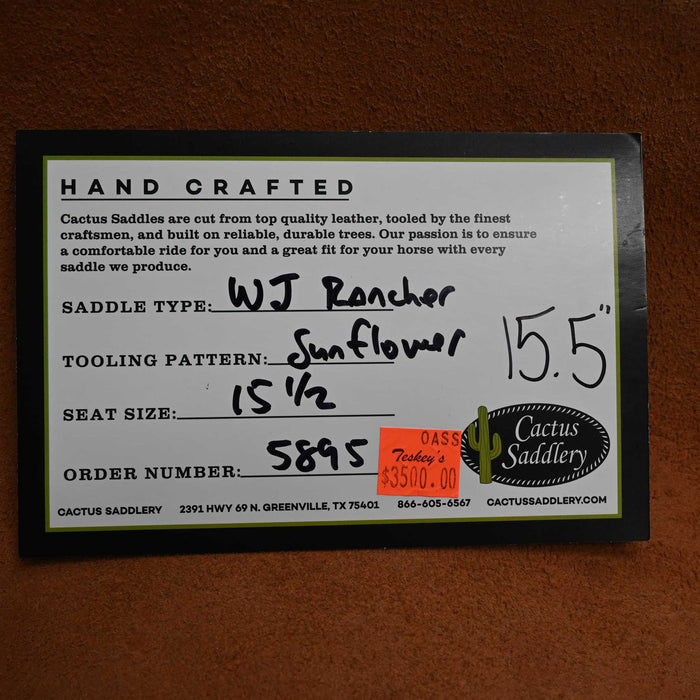 HAND CRAFTED
Cactus Saddles are cut from top quality leather, tooled by the finest
craftsmen, and built on reliable, durable trees. Our passion is to ensure
a comfortable ride for you and a great fit for your horse with every
saddle we produce.
SADDLE TYPE: WJ Rancher
TOOLING PATTERN: Sunflower
15.5"
SEAT SIZE: 15 1/2
ORDER NUMBER: 5895
OASS
Teskey's
$3500.00
Cactus
Saddlery
CACTUS SADDLERY 2391 HWY 69 N. GREENVILLE, TX 75401 866-605-6567 CACTUSSADDLERY.COM